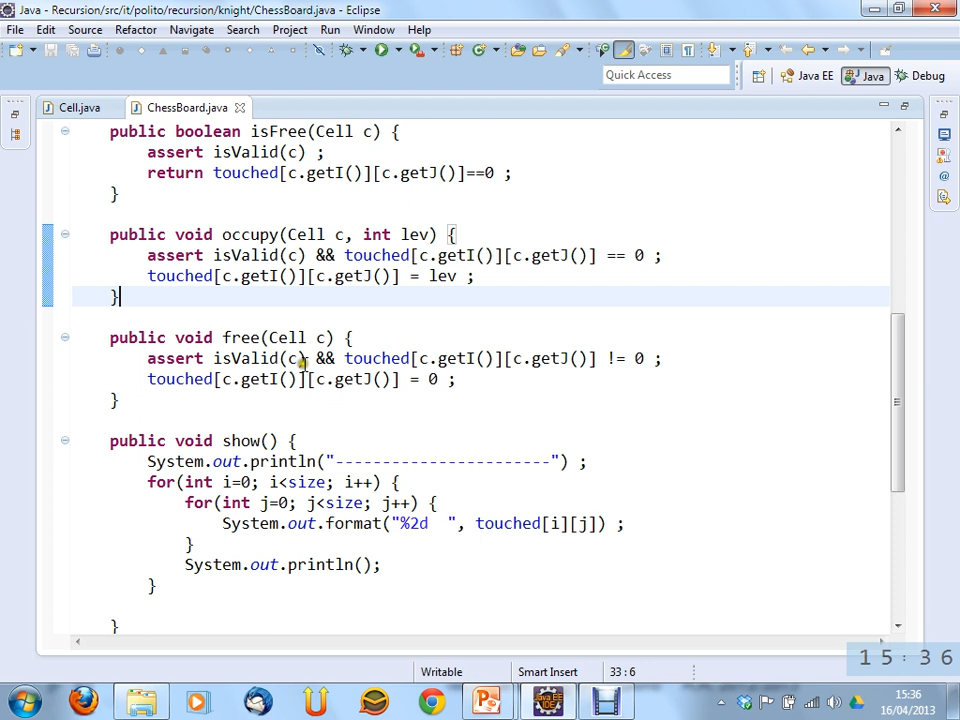 Java - Recursion/src/it/polito/recursion/knight/ChessBoard.java - Eclipse
File Edit Source Refactor Navigate Search Project Run Window Help
Quick Access
Java EE Java Debug
Cell.java ChessBoard.java
public boolean isFree(Cell c) {
assert isValid(c) ;
return touched[c.getI()][c.getJ()]==0 ;
}
public void occupy(Cell c, int lev) {
assert isValid(c) && touched[c.getI()][c.getJ()] == 0 ;
touched[c.getI()][c.getJ()] = lev ;
}
public void free(Cell c) {
assert isValid(c) && touched[c.getI()][c.getJ()] != 0 ;
touched[c.getI()][c.getJ()] = 0 ;
}
public void show() {
System.out.println("-----------------------") ;
for(int i=0; i<size; i++) {
for(int j=0; j<size; j++) {
System.out.format("%2d  ", touched[i][j]) ;
}
System.out.println();
}
}
15:36
Writable Smart Insert 33 : 6
15:36
16/04/2013